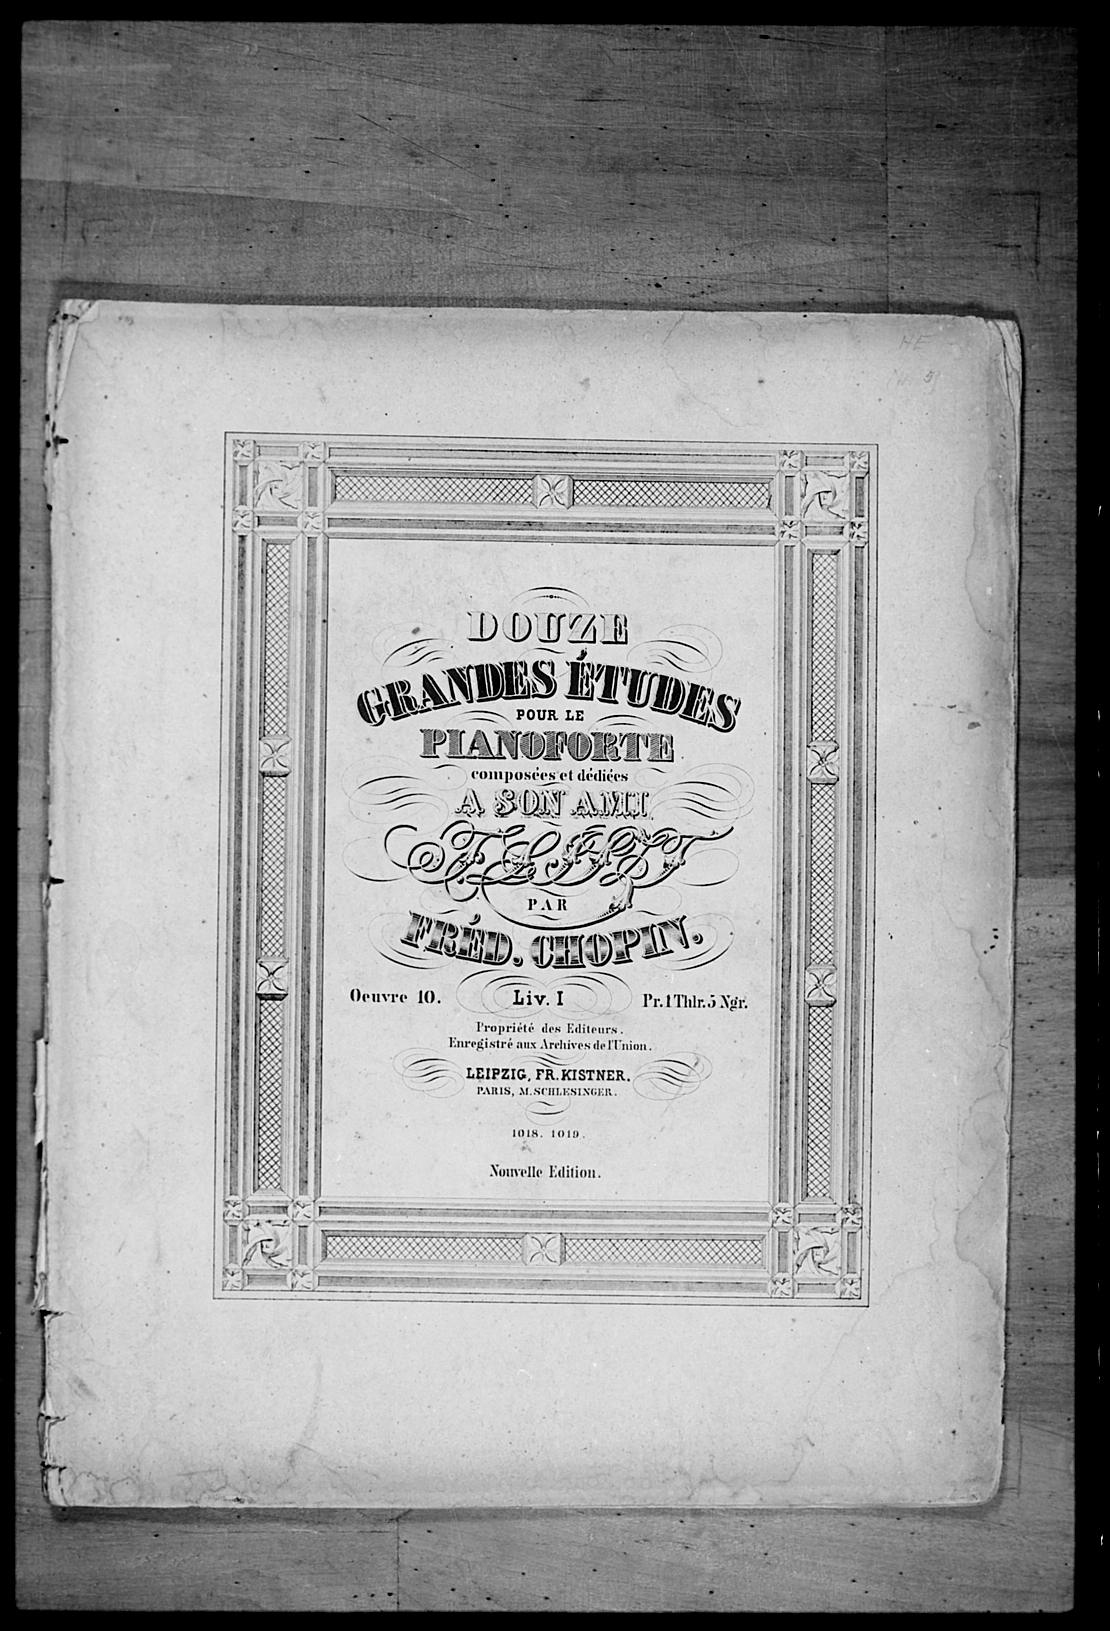 HE
5
DOUZE
GRANDES ÉTUDES
POUR LE
PIANOFORTE
composées et dédiées
A SON AMI
F. LISZT
PAR
FRÉD. CHOPIN.
Oeuvre 10. Liv. I Pr. 1 Thlr. 5 Ngr.
Propriété des Editeurs.
Enregistré aux Archives de l'Union.
LEIPZIG, FR. KISTNER.
PARIS, M. SCHLESINGER.
1018. 1019.
Nouvelle Edition.